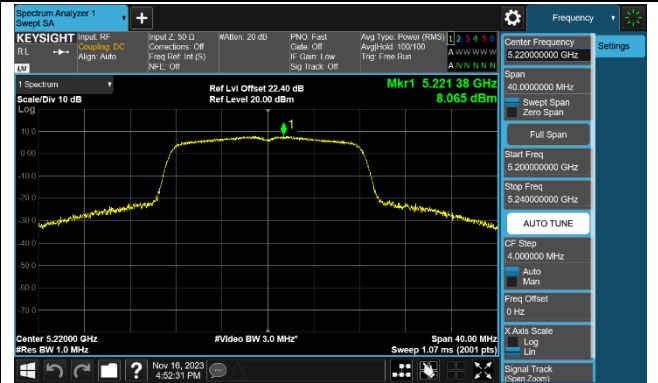 Spectrum Analyzer 1
Swept SA
Frequency
KEYSIGHT
RL
Input: RF
Coupling: DC
Align: Auto
Input Z: 50 Ω
Corrections: Off
Freq Ref: Int (S)
NFE: Off
#Atten: 20 dB
PNO: Fast
Gate: Off
IF Gain: Low
Sig Track: Off
Avg Type: Power (RMS)
Avg|Hold: 100/100
Trig: Free Run
1 2 3 4 5 6
A W W W W W
A N N N N N
LXI
1 Spectrum
Scale/Div 10 dB
Log
Ref Lvl Offset 22.40 dB
Ref Level 20.00 dBm
Mkr1 5.221 38 GHz
8.065 dBm
1
10.0
0.00
-10.0
-20.0
-30.0
-40.0
-50.0
-60.0
-70.0
Center 5.22000 GHz
#Res BW 1.0 MHz
#Video BW 3.0 MHz*
Span 40.00 MHz
Sweep 1.07 ms (2001 pts)
Nov 16, 2023
4:52:31 PM
Center Frequency
5.220000000 GHz
Settings
Span
40.0000000 MHz
Swept Span
Zero Span
Full Span
Start Freq
5.200000000 GHz
Stop Freq
5.240000000 GHz
AUTO TUNE
CF Step
4.000000 MHz
Auto
Man
Freq Offset
0 Hz
X Axis Scale
Log
Lin
Signal Track
(Span Zoom)